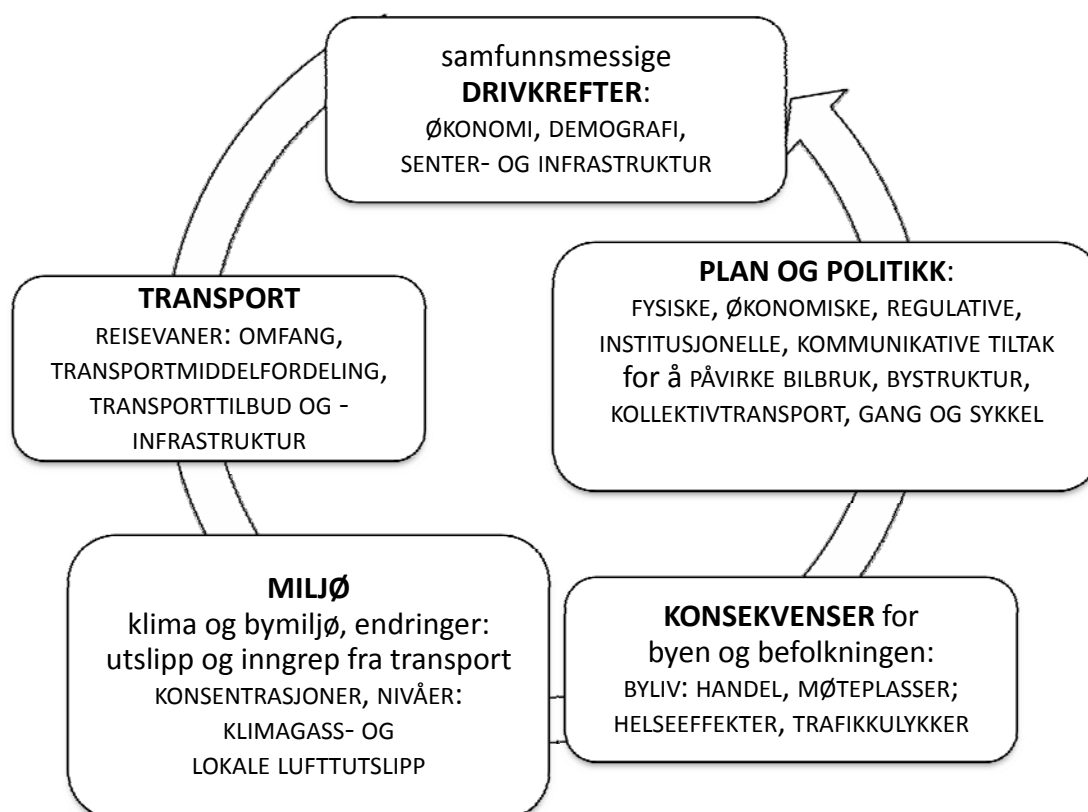 samfunnsmessige
DRIVKREFTER:
ØKONOMI, DEMOGRAFI,
SENTER- OG INFRASTRUKTUR
PLAN OG POLITIKK:
FYSISKE, ØKONOMISKE, REGULATIVE,
INSTITUSJONELLE, KOMMUNIKATIVE TILTAK
for å PÅVIRKE BILBRUK, BYSTRUKTUR,
KOLLEKTIVTRANSPORT, GANG OG SYKKEL
TRANSPORT
REISEVANER: OMFANG,
TRANSPORTMIDDELFORDELING,
TRANSPORTTILBUD OG -
INFRASTRUKTUR
MILJØ
klima og bymiljø, endringer:
utslipp og inngrep fra transport
KONSENTRASJONER, NIVÅER:
KLIMAGASS- OG
LOKALE LUFTTUTSLIPP
KONSEKVENSER for
byen og befolkningen:
BYLIV: HANDEL, MØTEPLASSER;
HELSEEFFEKTER, TRAFIKKULYKKER